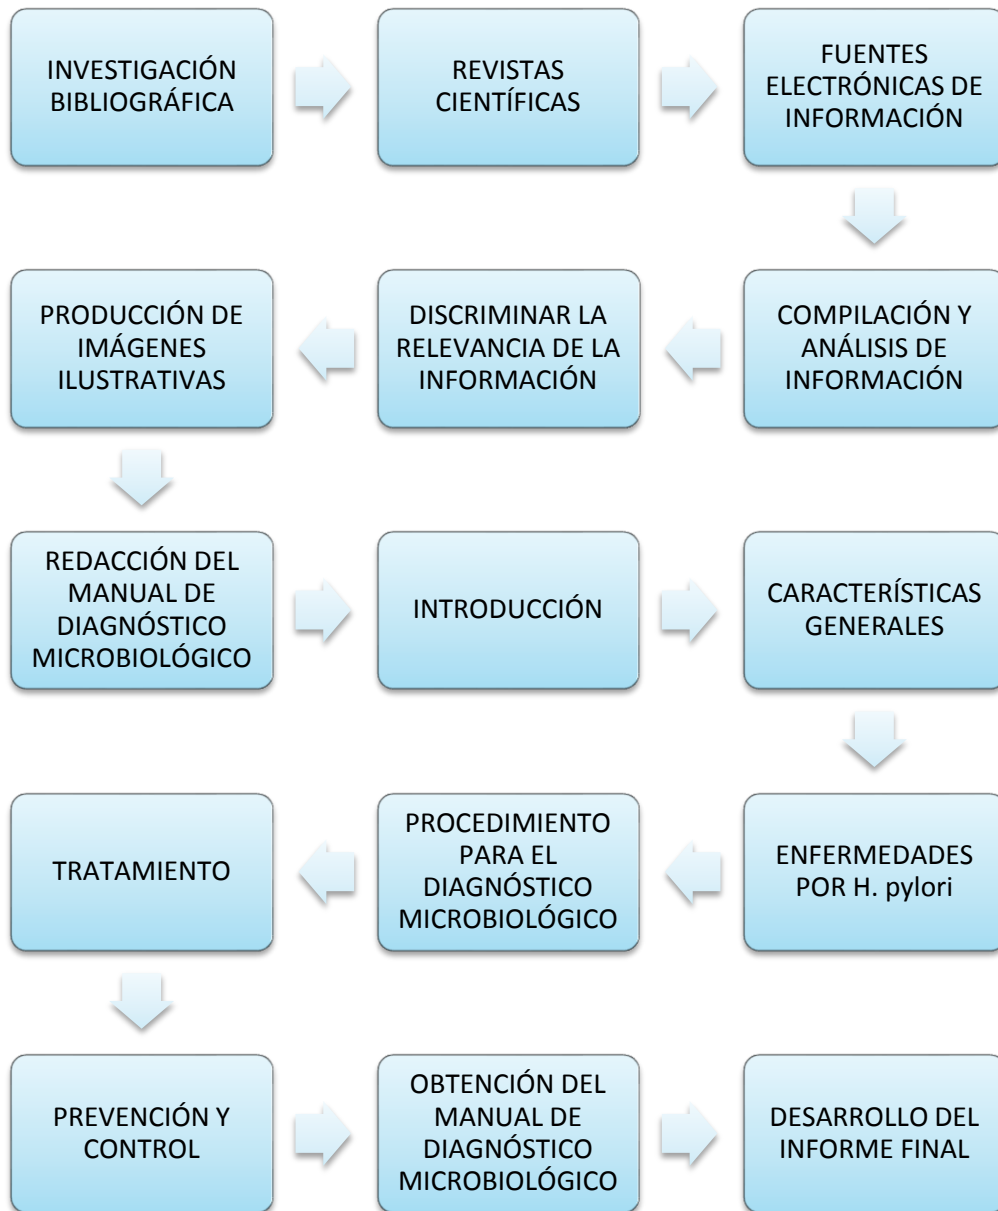 INVESTIGACIÓN
BIBLIOGRÁFICA
REVISTAS
CIENTÍFICAS
FUENTES
ELECTRÓNICAS DE
INFORMACIÓN
COMPILACIÓN Y
ANÁLISIS DE
INFORMACIÓN
DISCRIMINAR LA
RELEVANCIA DE LA
INFORMACIÓN
PRODUCCIÓN DE
IMÁGENES
ILUSTRATIVAS
REDACCIÓN DEL
MANUAL DE
DIAGNÓSTICO
MICROBIOLÓGICO
INTRODUCCIÓN
CARACTERÍSTICAS
GENERALES
ENFERMEDADES
POR H. pylori
PROCEDIMIENTO
PARA EL
DIAGNÓSTICO
MICROBIOLÓGICO
TRATAMIENTO
PREVENCIÓN Y
CONTROL
OBTENCIÓN DEL
MANUAL DE
DIAGNÓSTICO
MICROBIOLÓGICO
DESARROLLO DEL
INFORME FINAL